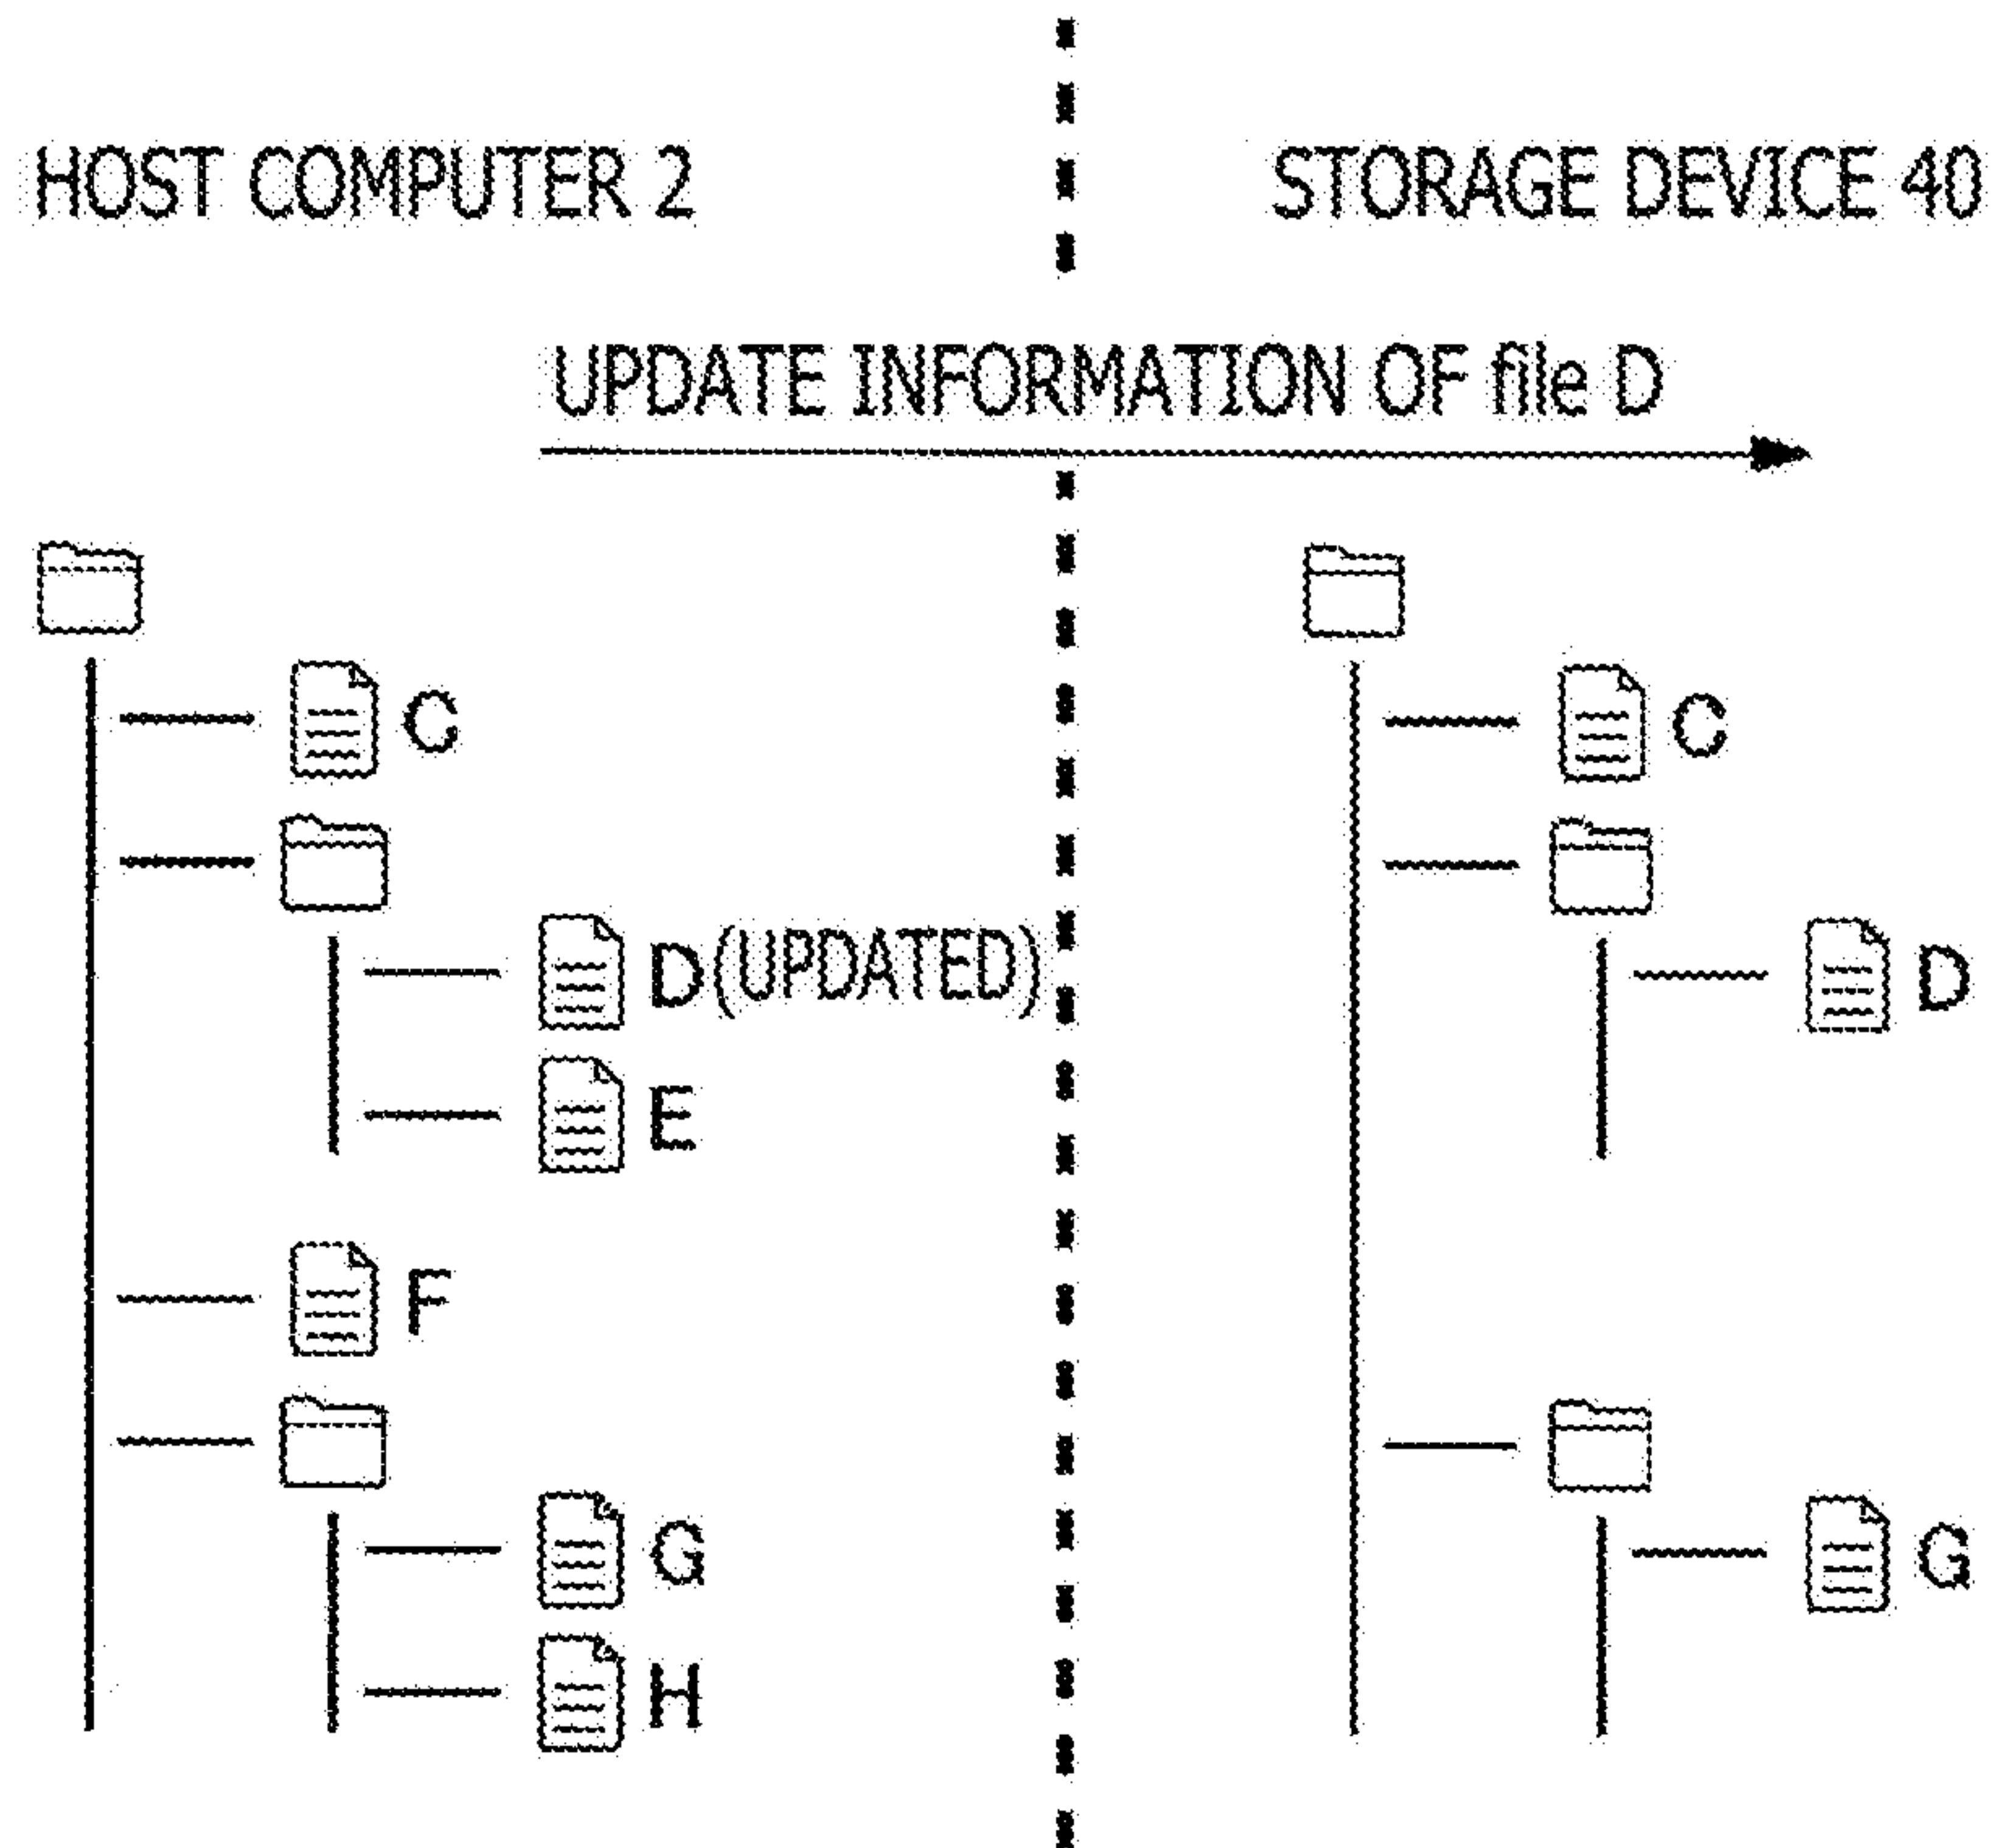 HOST COMPUTER 2
STORAGE DEVICE 40
UPDATE INFORMATION OF file D
C
D(UPDATED)
E
F
G
H
C
D
G